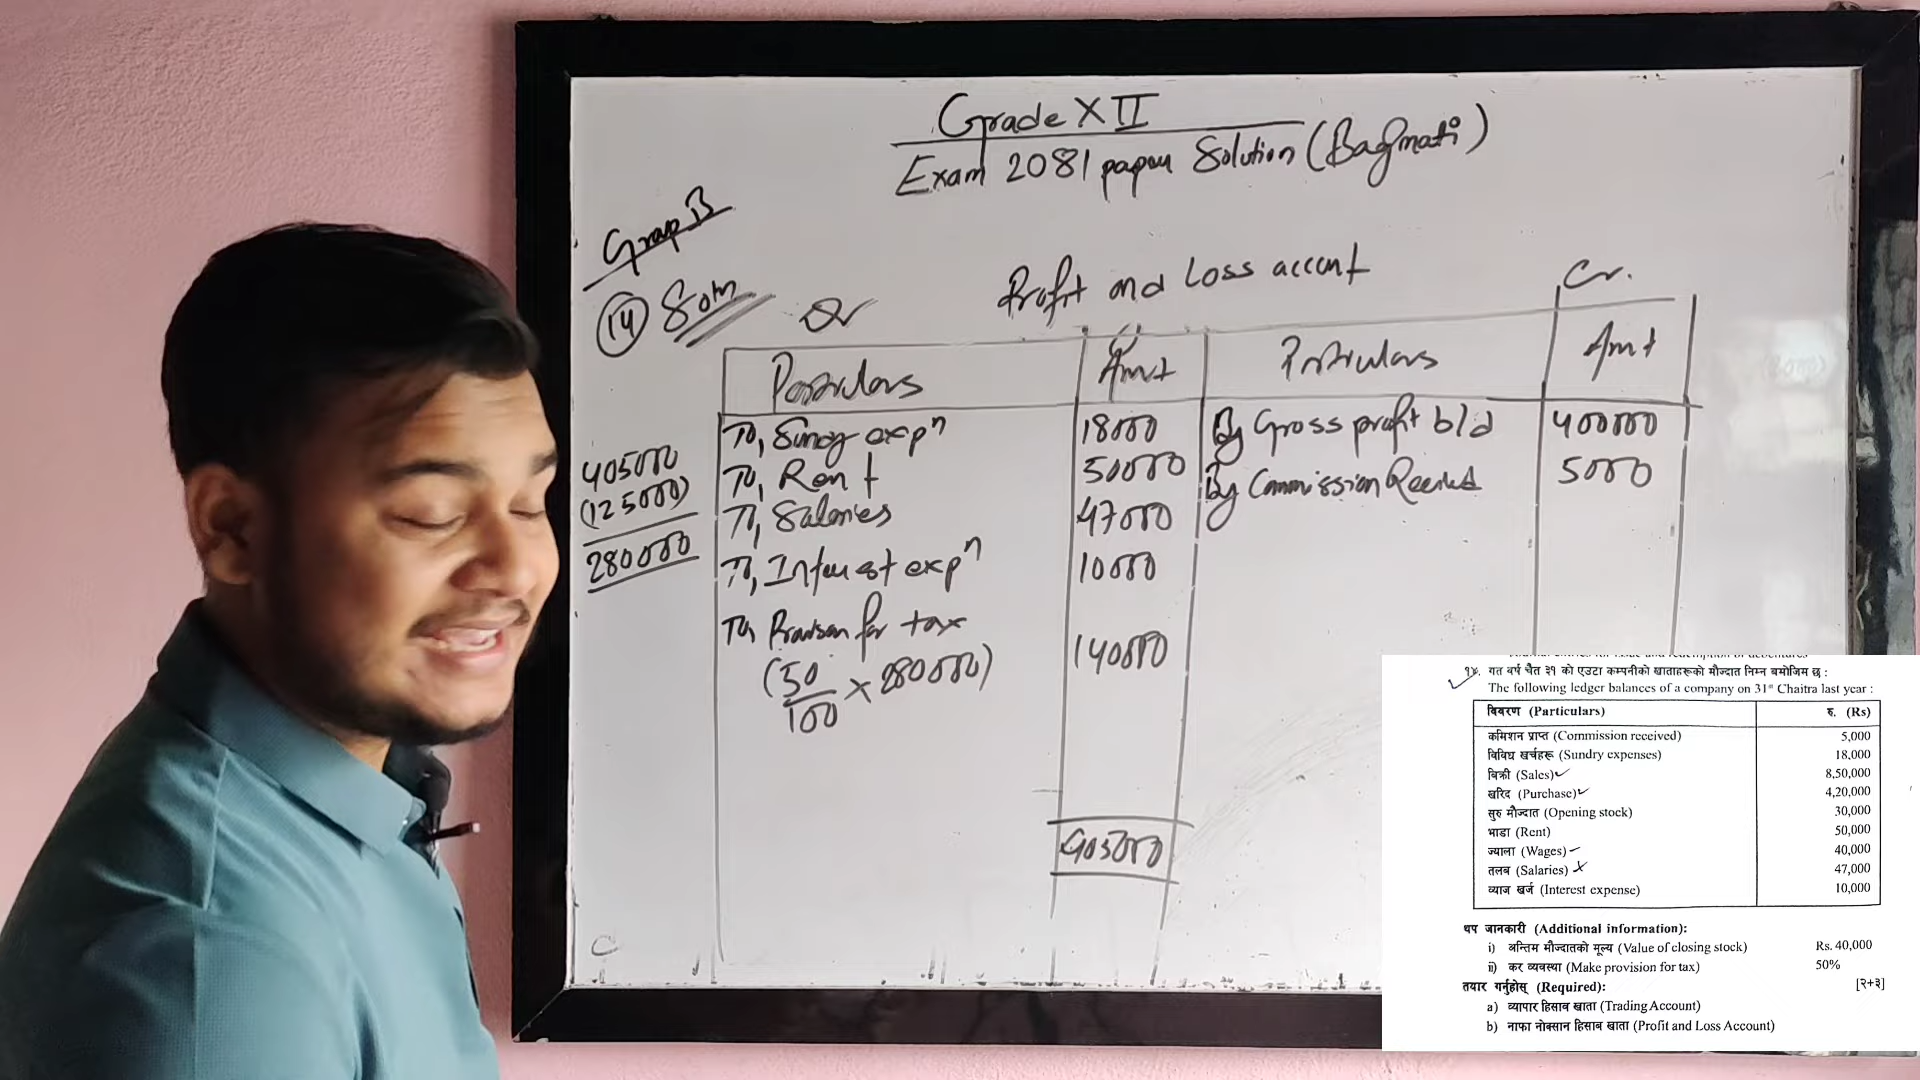 Grade XII
Exam 2081 paper Solution (Bagmati)
Group B
14 Soln
Dr Profit and Loss accunt Cr.
Particulars Amt Particulars Amt
To, Sundry expn 18000 By Gross profit b/d 400000
To, Rent 50000 By Commission Received 5000
To, Salaries 47000
To, Interest expn 10000
To, Provision for tax
(50/100 × 280000) 140000
405000
405000
(125000)
280000
१४. गत वर्ष चैत ३१ को एउटा कम्पनीको खाताहरूको मौज्दात निम्न बमोजिम छ :
The following ledger balances of a company on 31st Chaitra last year :
विवरण (Particulars) रु. (Rs)
कमिशन प्राप्त (Commission received) 5,000
विविध खर्चहरू (Sundry expenses) 18,000
बिक्री (Sales) 8,50,000
खरिद (Purchase) 4,20,000
सुरु मौज्दात (Opening stock) 30,000
भाडा (Rent) 50,000
ज्याला (Wages) 40,000
तलब (Salaries) 47,000
ब्याज खर्च (Interest expense) 10,000
थप जानकारी (Additional information):
i) अन्तिम मौज्दातको मूल्य (Value of closing stock) Rs. 40,000
ii) कर व्यवस्था (Make provision for tax) 50%
तयार गर्नुहोस् (Required): [२+३]
a) व्यापार हिसाब खाता (Trading Account)
b) नाफा नोक्सान हिसाब खाता (Profit and Loss Account)